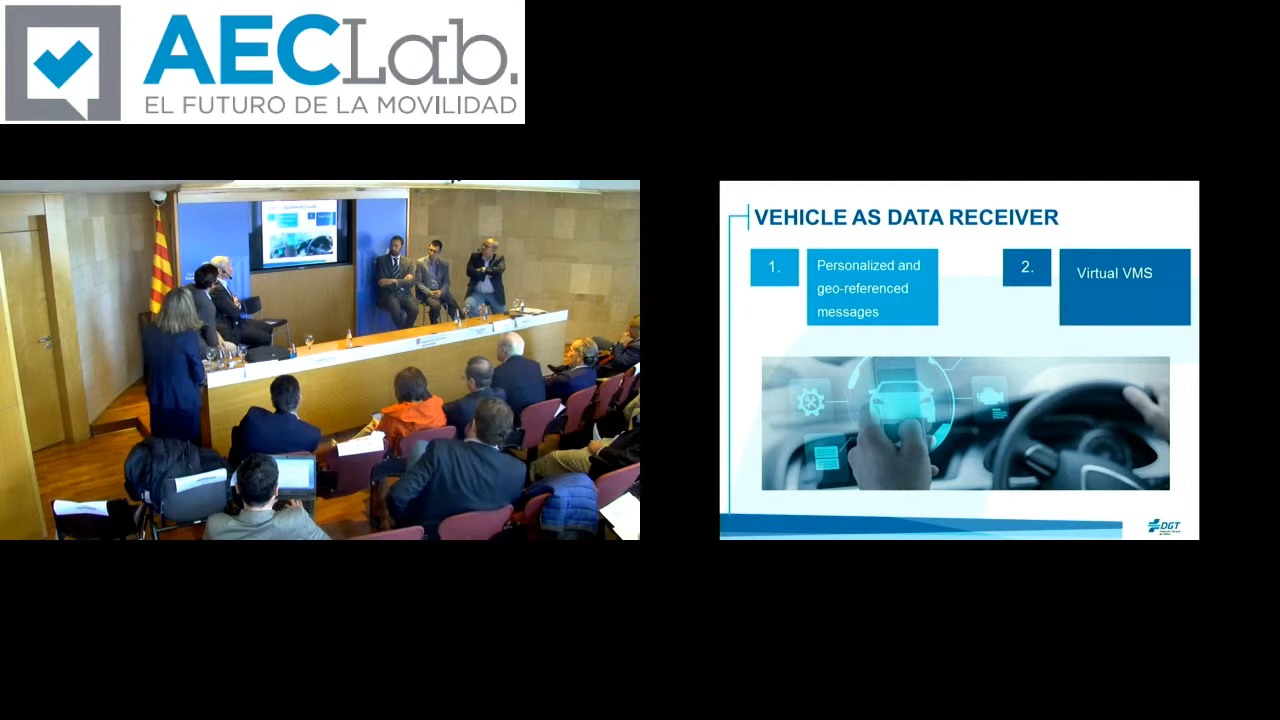 AECLab.
EL FUTURO DE LA MOVILIDAD
VEHICLE AS DATA RECEIVER
1.
Personalized and
geo-referenced
messages
2.
Virtual VMS
DGT